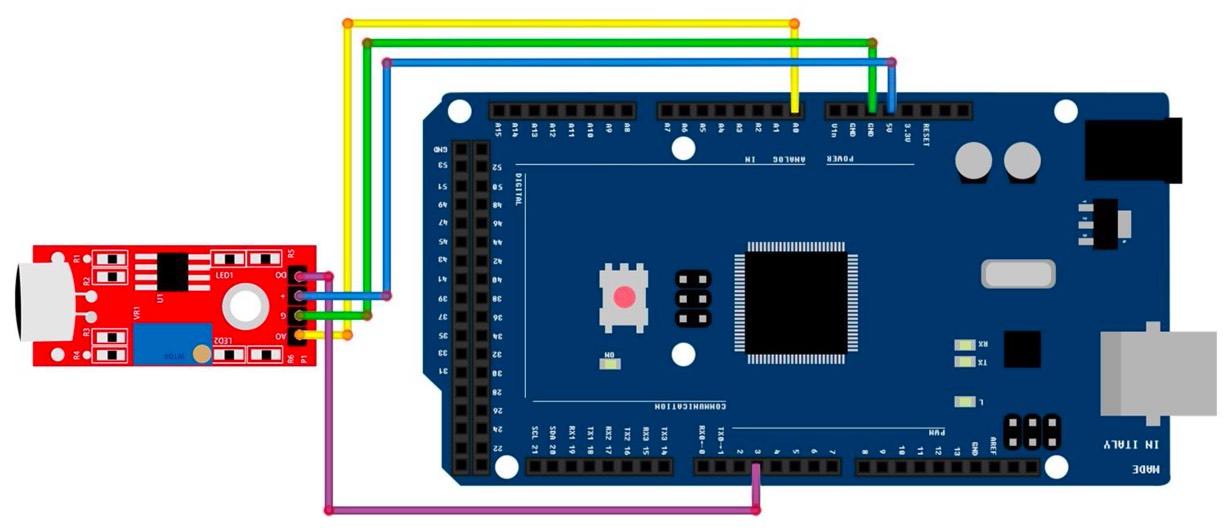 A15 A14 A13 A12 A11 A10 A9 A8
A7 A6 A5 A4 A3 A2 A1 A0
Vin GND GND 5V 3.3V RESET
ANALOG IN
POWER
GND
53 52
51 50
49 48
47 46
45 44
43 42
41 40
39 38
37 36
35 34
33 32
31 30
28
26
24
22
DIGITAL
R1
R2
U1
VR1
R3
R4
LED1
LED2
R5
R6
P1
W104
DO
+
G
AO
ON
RX
TX
L
COMMUNICATION
PWM
SCL 21
SDA 20
RX1 19
TX1 18
RX2 17
TX2 16
RX3 15
TX3 14
RX0←0
TX0→1
2 3 4 5 6 7
8 9 10 11 12 13 GND AREF
MADE
IN ITALY